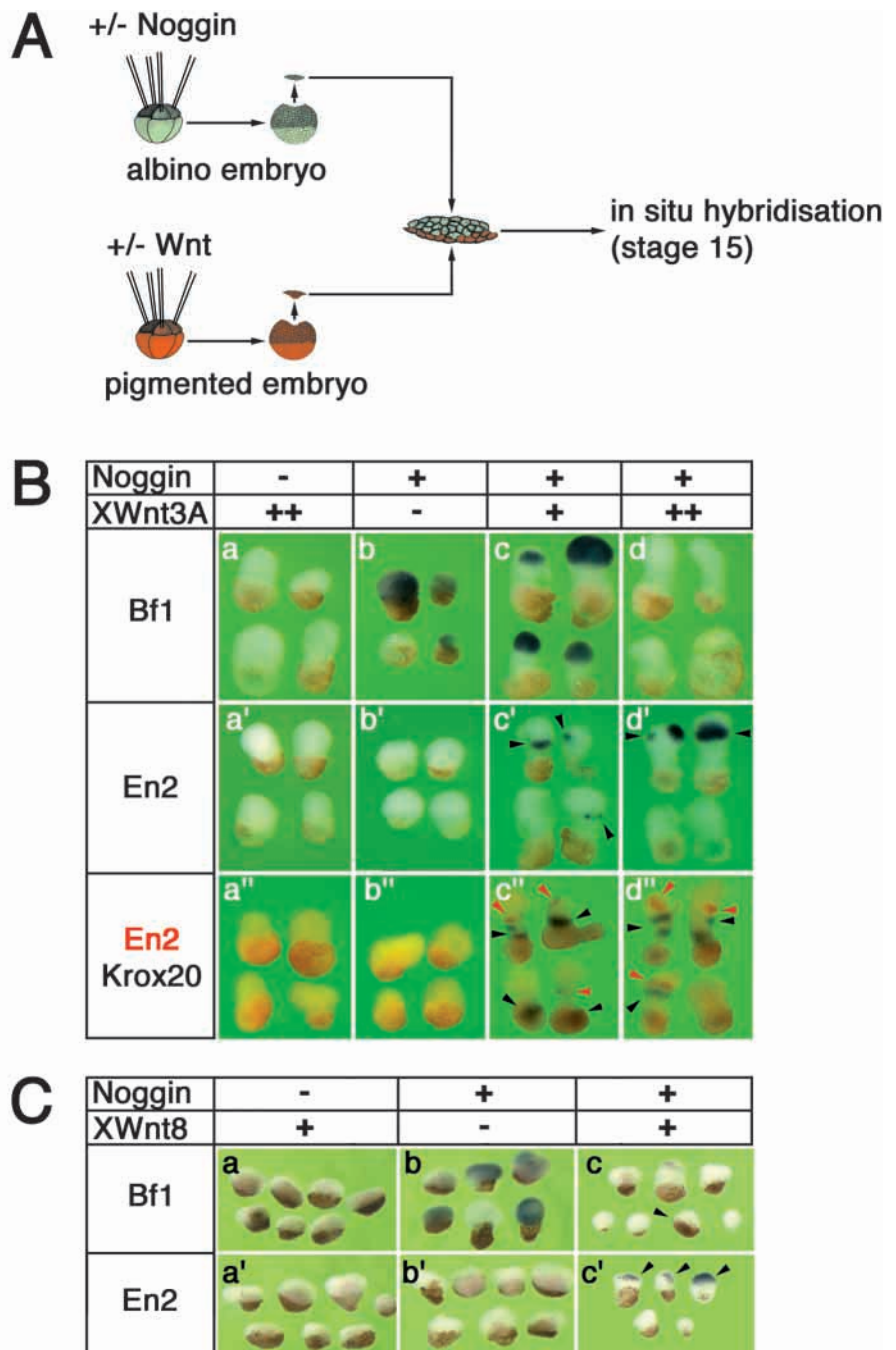 A
+/- Noggin
albino embryo
+/- Wnt
in situ hybridisation
(stage 15)
pigmented embryo
B
Noggin - + + +
XWnt3A ++ - + ++
Bf1 a b c d
En2 a' b' c' d'
En2 a'' b'' c'' d''
Krox20
C
Noggin - + +
XWnt8 + - +
Bf1 a b c
En2 a' b' c'